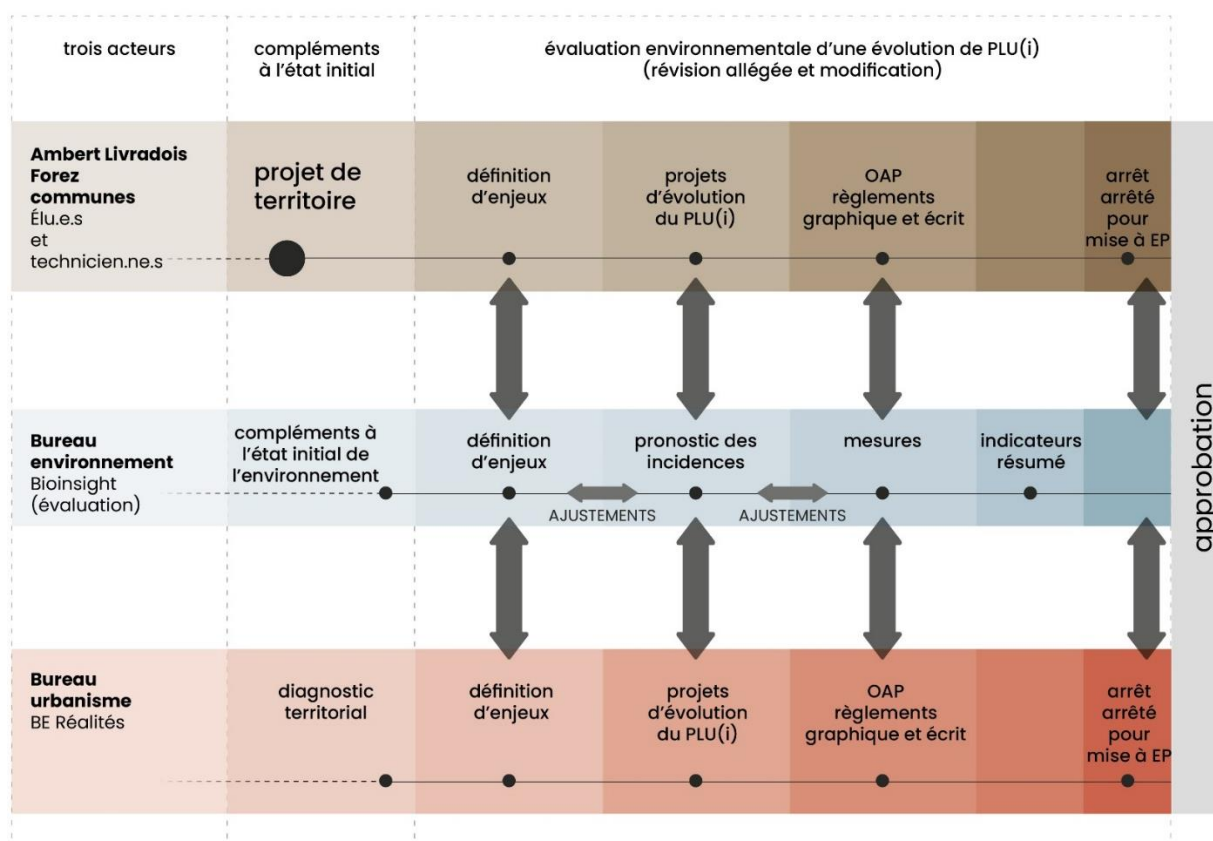 trois acteurs
compléments
à l’état initial
évaluation environnementale d’une évolution de PLU(i)
(révision allégée et modification)
Ambert Livradois
Forez
communes
Élu.e.s
et
technicien.ne.s
projet de
territoire
définition
d’enjeux
projets
d’évolution
du PLU(i)
OAP
règlements
graphique et écrit
arrêt
arrêté
pour
mise à EP
Bureau
environnement
Bioinsight
(évaluation)
compléments à
l’état initial de
l’environnement
définition
d’enjeux
pronostic des
incidences
mesures
indicateurs
résumé
AJUSTEMENTS
AJUSTEMENTS
approbation
Bureau
urbanisme
BE Réalités
diagnostic
territorial
définition
d’enjeux
projets
d’évolution
du PLU(i)
OAP
règlements
graphique et écrit
arrêt
arrêté
pour
mise à EP